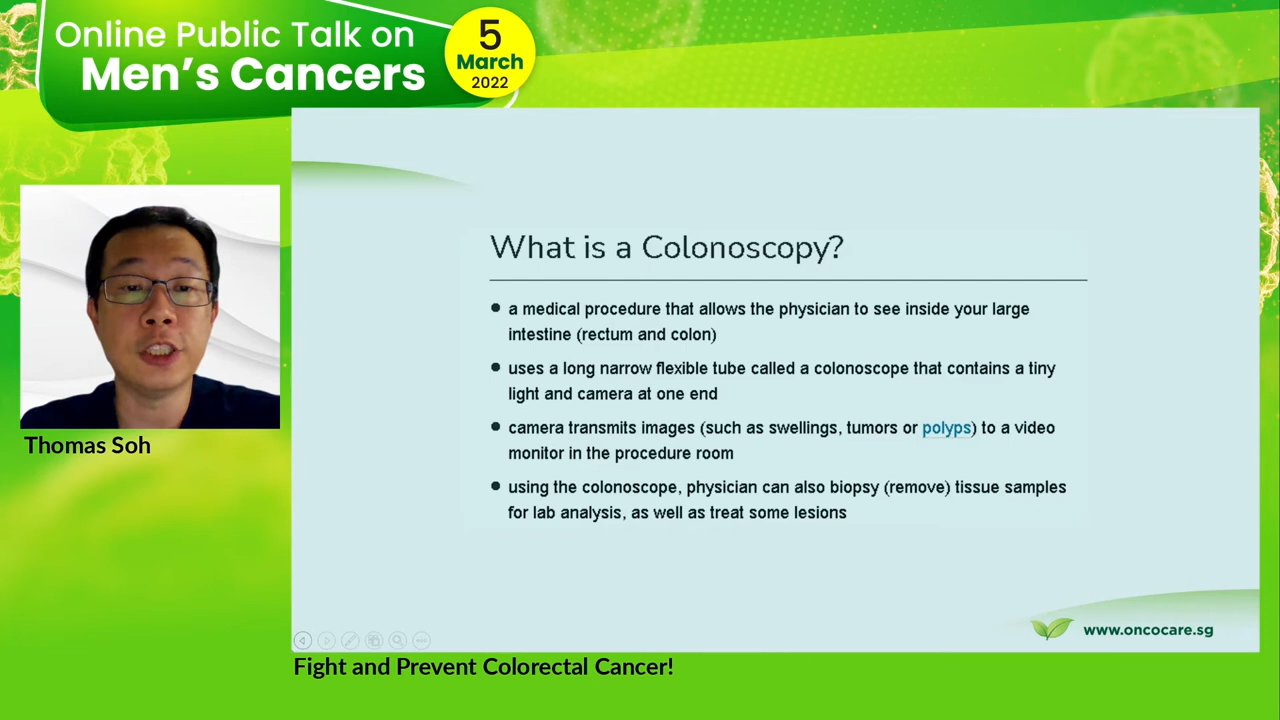 Online Public Talk on
Men's Cancers
5
March
2022
What is a Colonoscopy?
a medical procedure that allows the physician to see inside your large
intestine (rectum and colon)
uses a long narrow flexible tube called a colonoscope that contains a tiny
light and camera at one end
camera transmits images (such as swellings, tumors or polyps) to a video
monitor in the procedure room
using the colonoscope, physician can also biopsy (remove) tissue samples
for lab analysis, as well as treat some lesions
Thomas Soh
www.oncocare.sg
Fight and Prevent Colorectal Cancer!